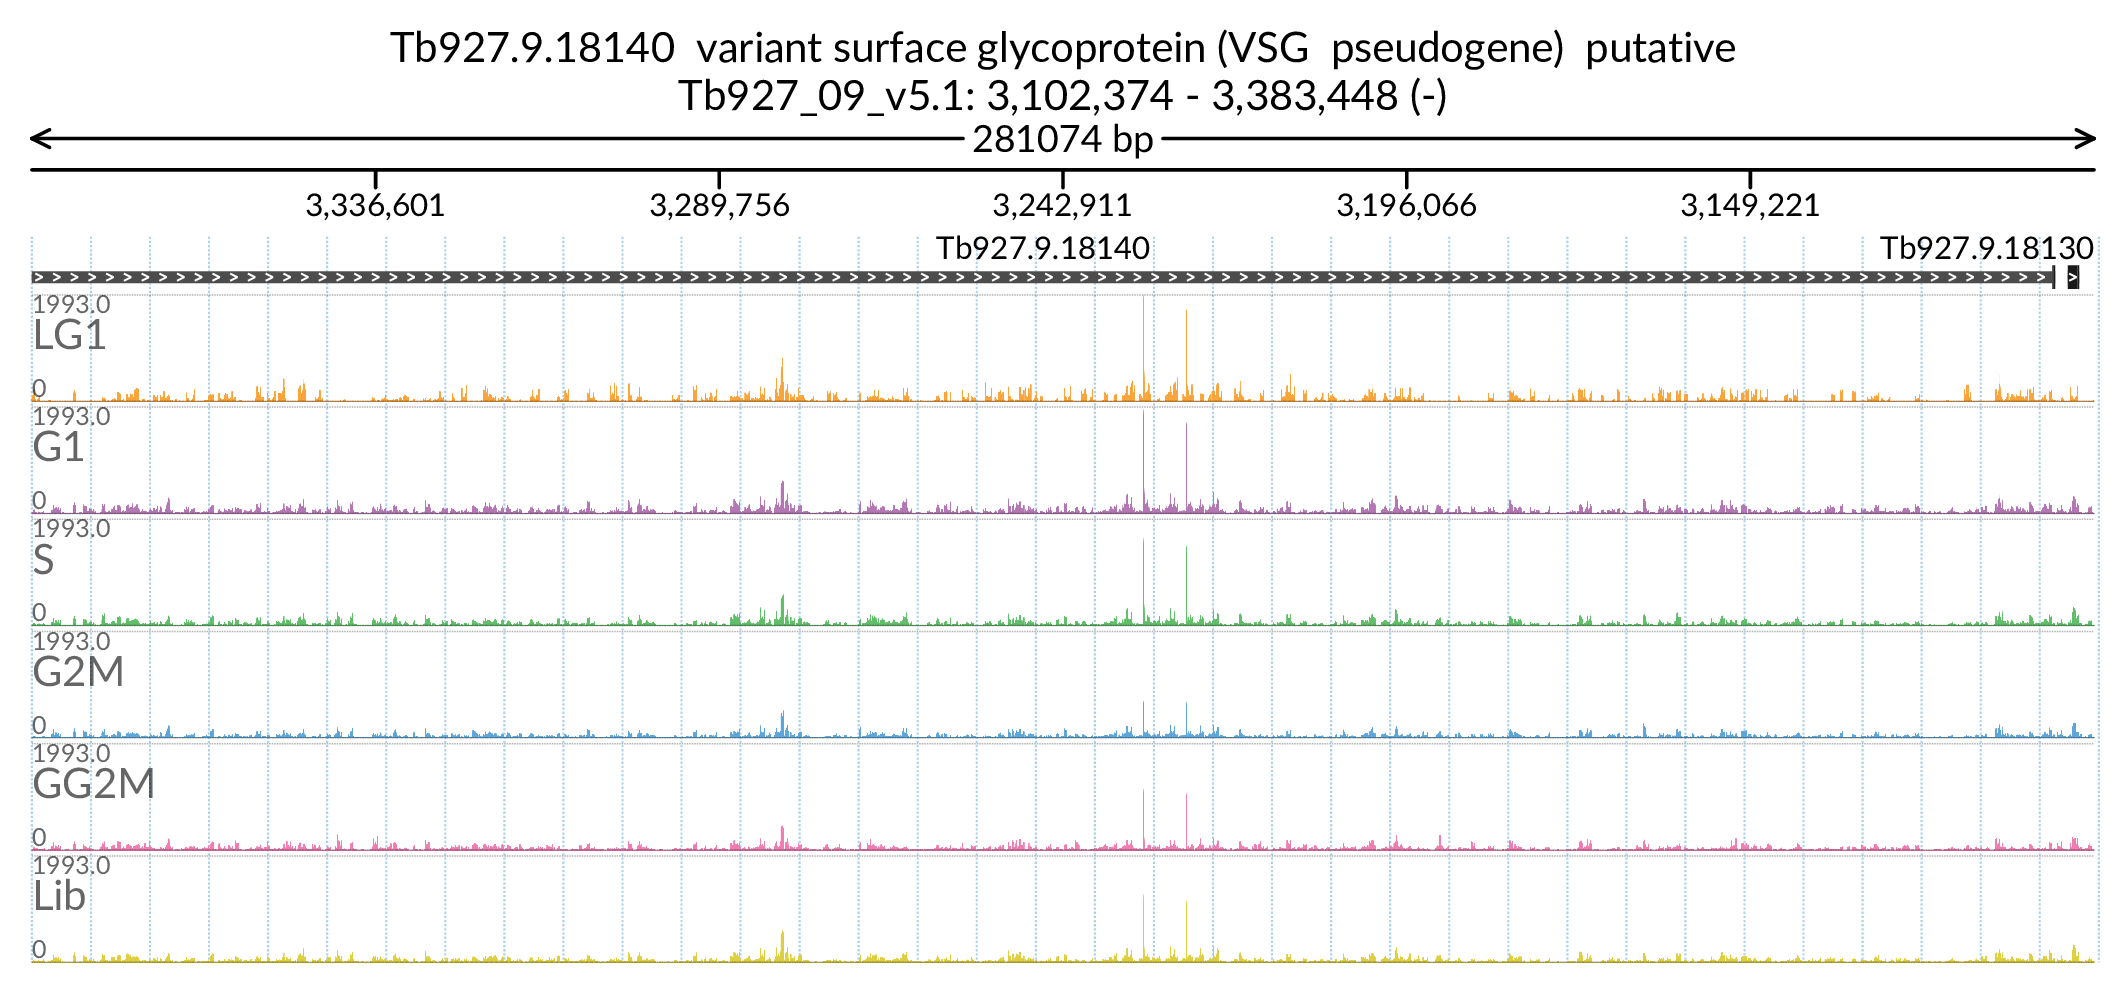 Tb927.9.18140 variant surface glycoprotein (VSG pseudogene) putative
Tb927_09_v5.1: 3,102,374 - 3,383,448 (-)
281074 bp
3,336,601 3,289,756 3,242,911 3,196,066 3,149,221
Tb927.9.18140 Tb927.9.18130
1993.0
LG1
0
1993.0
G1
0
1993.0
S
0
1993.0
G2M
0
1993.0
GG2M
0
1993.0
Lib
0